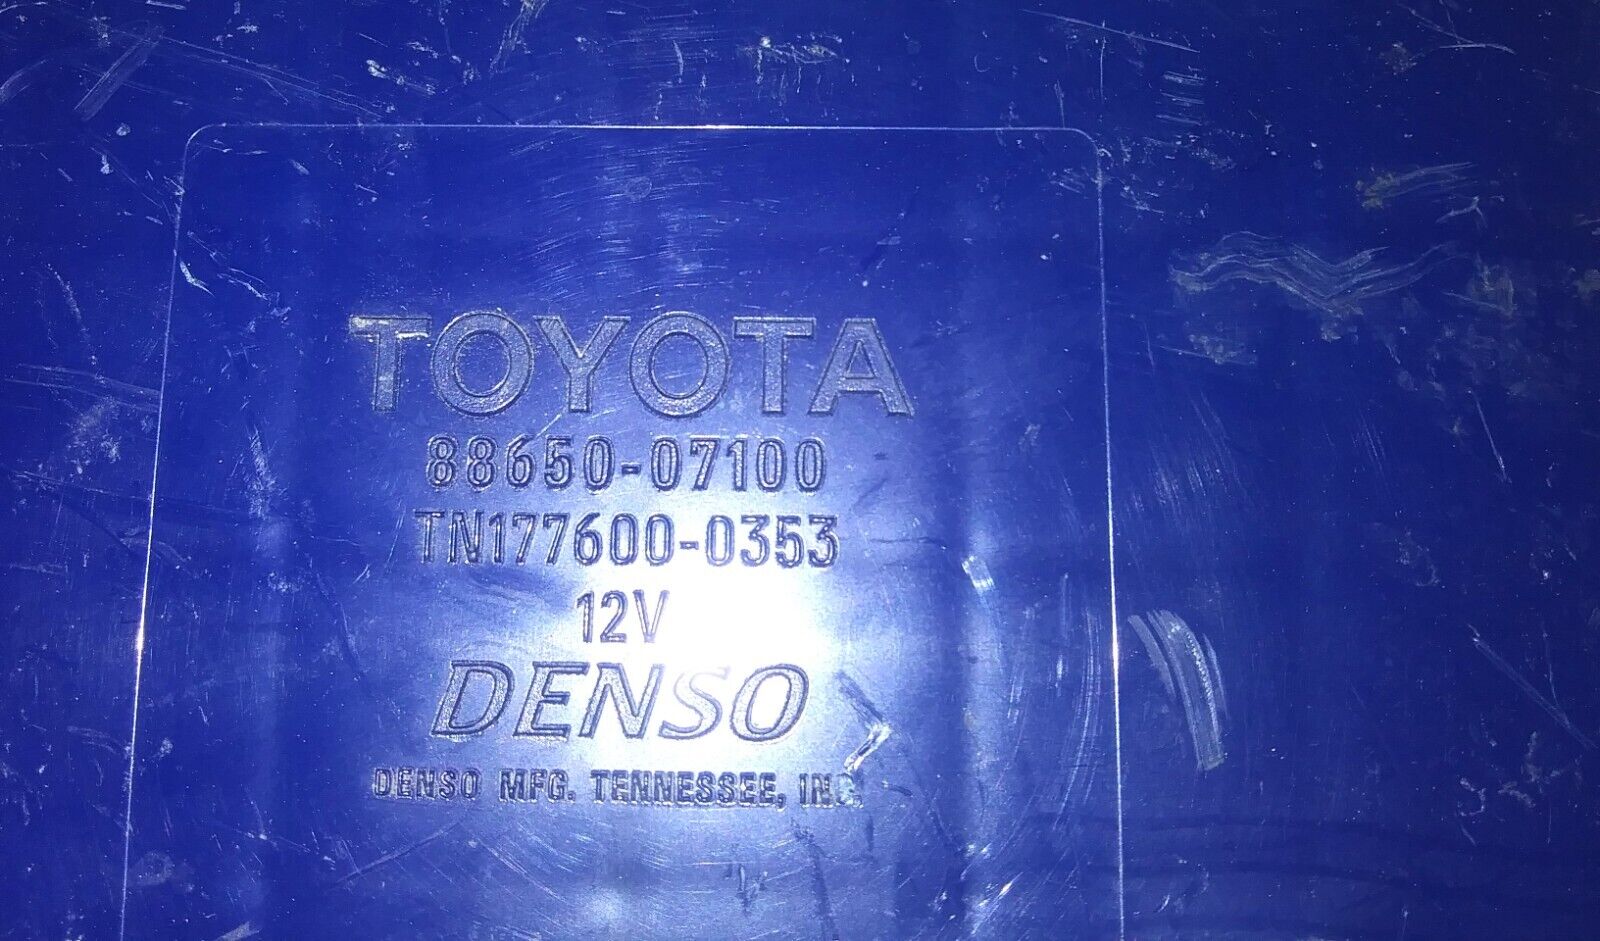 TOYOTA
88650-07100
TN177600-0353
12V
DENSO
DENSO MFG. TENNESSEE, INC.